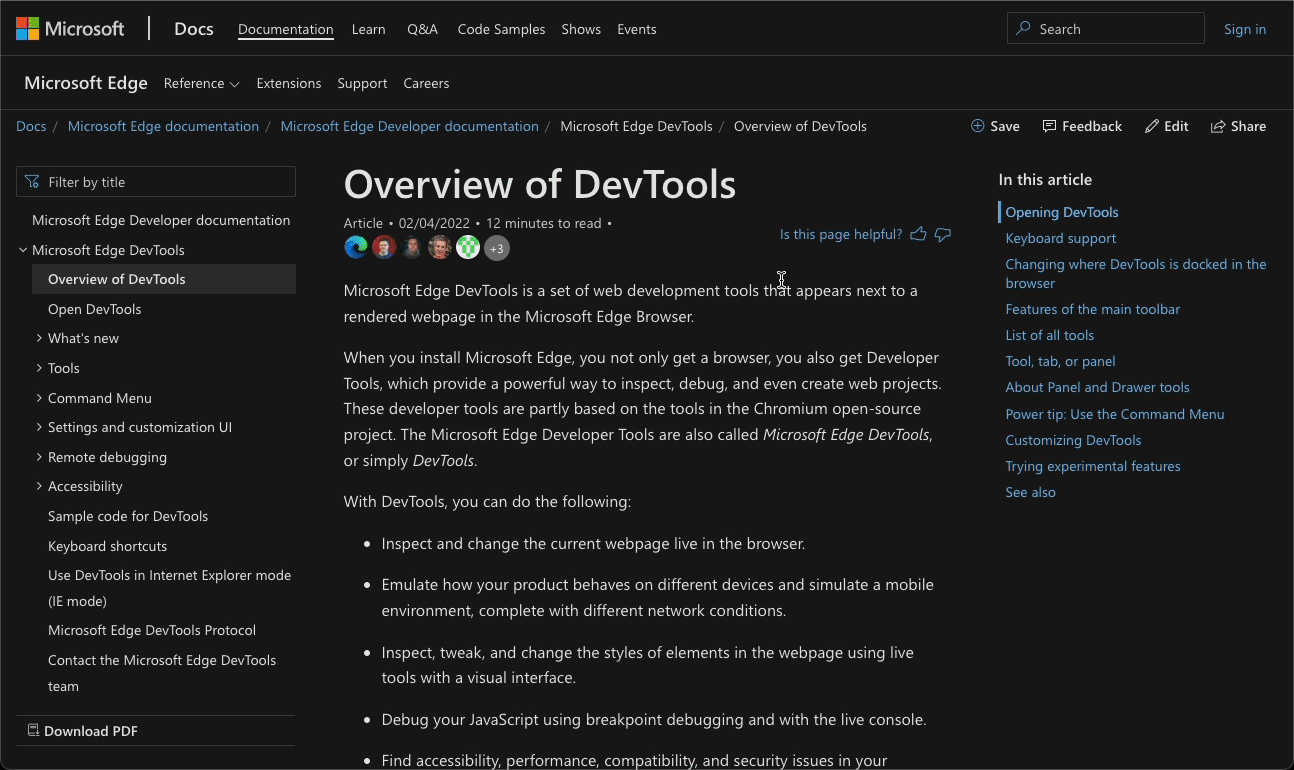 Microsoft
Docs
Documentation
Learn
Q&A
Code Samples
Shows
Events
Search
Sign in
Microsoft Edge
Reference
Extensions
Support
Careers
Docs / Microsoft Edge documentation / Microsoft Edge Developer documentation / Microsoft Edge DevTools / Overview of DevTools
Save
Feedback
Edit
Share
Filter by title
Microsoft Edge Developer documentation
Microsoft Edge DevTools
Overview of DevTools
Open DevTools
What's new
Tools
Command Menu
Settings and customization UI
Remote debugging
Accessibility
Sample code for DevTools
Keyboard shortcuts
Use DevTools in Internet Explorer mode
(IE mode)
Microsoft Edge DevTools Protocol
Contact the Microsoft Edge DevTools
team
Download PDF
Overview of DevTools
Article • 02/04/2022 • 12 minutes to read •
+3
Is this page helpful?
Microsoft Edge DevTools is a set of web development tools that appears next to a
rendered webpage in the Microsoft Edge Browser.
When you install Microsoft Edge, you not only get a browser, you also get Developer
Tools, which provide a powerful way to inspect, debug, and even create web projects.
These developer tools are partly based on the tools in the Chromium open-source
project. The Microsoft Edge Developer Tools are also called Microsoft Edge DevTools,
or simply DevTools.
With DevTools, you can do the following:
• Inspect and change the current webpage live in the browser.
• Emulate how your product behaves on different devices and simulate a mobile
environment, complete with different network conditions.
• Inspect, tweak, and change the styles of elements in the webpage using live
tools with a visual interface.
• Debug your JavaScript using breakpoint debugging and with the live console.
• Find accessibility, performance, compatibility, and security issues in your
In this article
Opening DevTools
Keyboard support
Changing where DevTools is docked in the
browser
Features of the main toolbar
List of all tools
Tool, tab, or panel
About Panel and Drawer tools
Power tip: Use the Command Menu
Customizing DevTools
Trying experimental features
See also